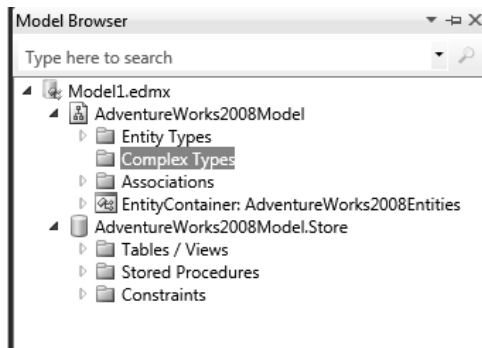 Model Browser
Type here to search
Model1.edmx
AdventureWorks2008Model
Entity Types
Complex Types
Associations
EntityContainer: AdventureWorks2008Entities
AdventureWorks2008Model.Store
Tables / Views
Stored Procedures
Constraints